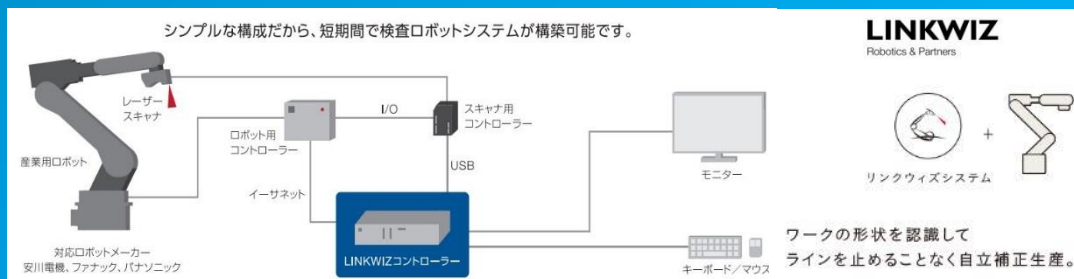 シンプルな構成だから、短期間で検査ロボットシステムが構築可能です。
LINKWIZ
Robotics & Partners
レーザー
スキャナ
I/O
スキャナ用
コントローラー
ロボット用
コントローラー
産業用ロボット
USB
モニター
イーサネット
リンクウィズシステム
+
LINKWIZコントローラー
対応ロボットメーカー
安川電機、ファナック、パナソニック
キーボード/マウス
ワークの形状を認識して
ラインを止めることなく自立補正生産。